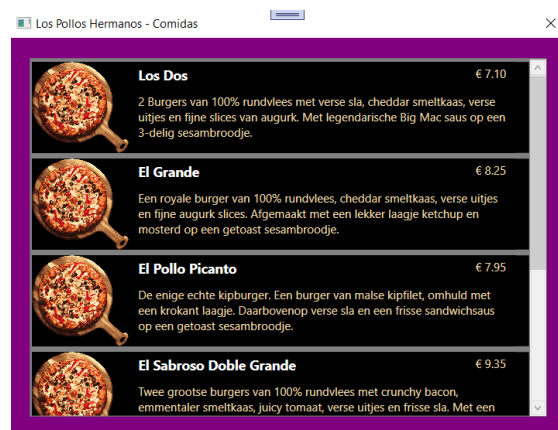 Los Pollos Hermanos - Comidas
Los Dos
€ 7.10
2 Burgers van 100% rundvlees met verse sla, cheddar smeltkaas, verse
uitjes en fijne slices van augurk. Met legendarische Big Mac saus op een
3-delig sesambroodje.
El Grande
€ 8.25
Een royale burger van 100% rundvlees, cheddar smeltkaas, verse uitjes
en fijne augurk slices. Afgemaakt met een lekker laagje ketchup en
mosterd op een getoast sesambroodje.
El Pollo Picanto
€ 7.95
De enige echte kipburger. Een burger van malse kipfilet, omhuld met
een krokant laagje. Daarbovenop verse sla en een frisse sandwichsaus
op een getoast sesambroodje.
El Sabroso Doble Grande
€ 9.35
Twee grootse burgers van 100% rundvlees met crunchy bacon,
emmentaler smeltkaas, juicy tomaat, verse uitjes en frisse sla. Met een